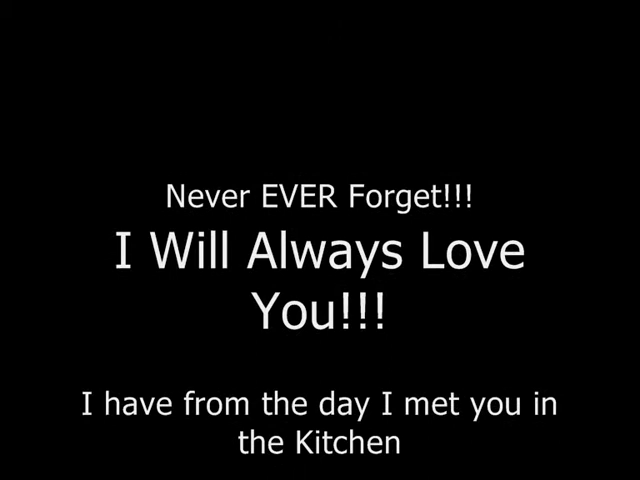 Never EVER Forget!!!
I Will Always Love
You!!!
I have from the day I met you in
the Kitchen